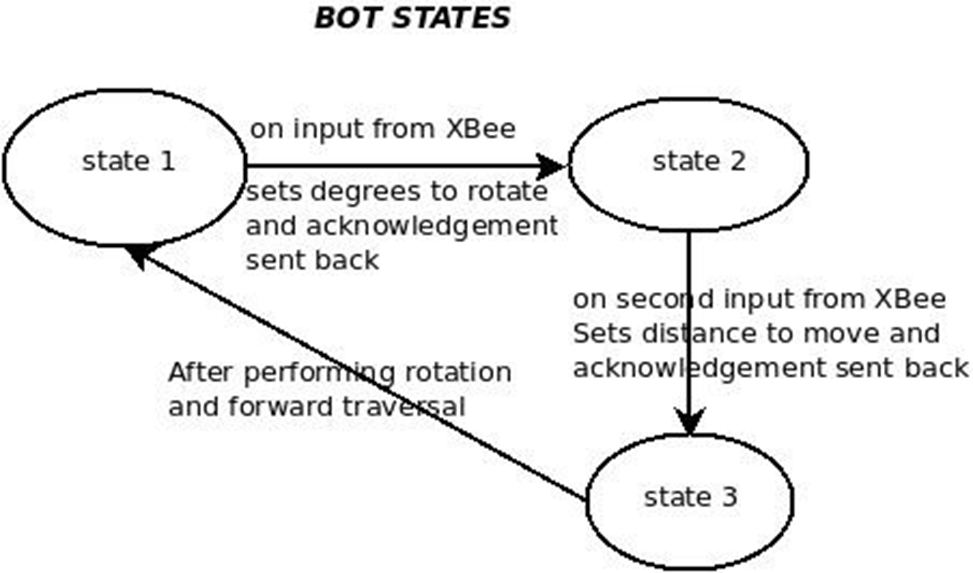 BOT STATES
state 1
on input from XBee
sets degrees to rotate
and acknowledgement
sent back
state 2
on second input from XBee
Sets distance to move and
acknowledgement sent back
After performing rotation
and forward traversal
state 3